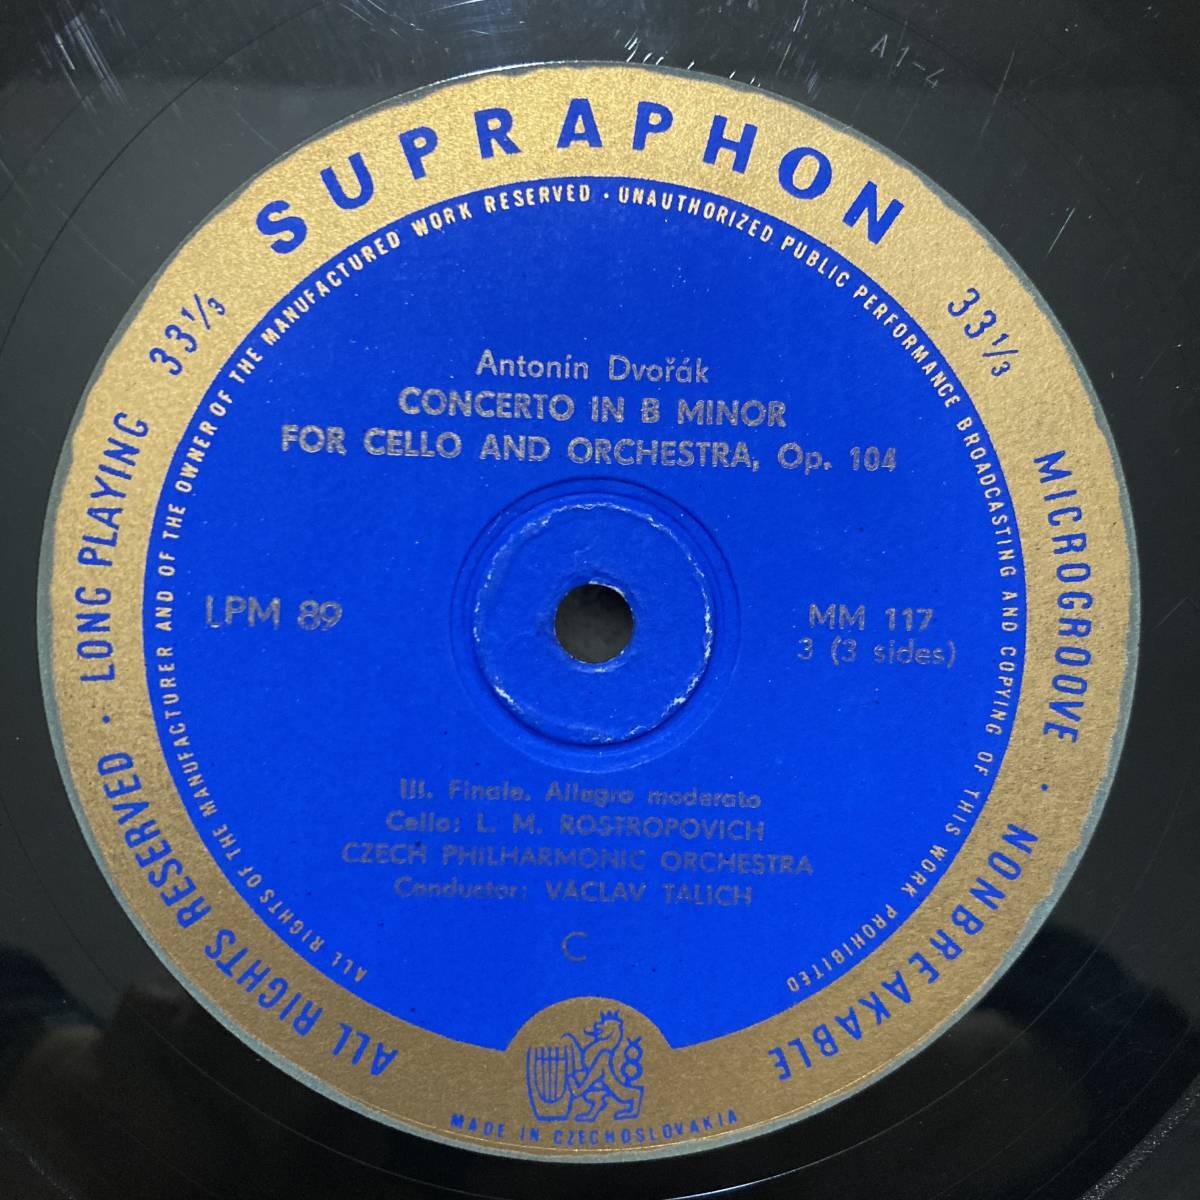 A1-4
SUPRAPHON
33⅓
33⅓
ALL RIGHTS RESERVED · LONG PLAYING
MICROGROOVE · NONBREAKABLE
ALL RIGHTS OF THE MANUFACTURER AND OF THE OWNER OF THE MANUFACTURED WORK RESERVED · UNAUTHORIZED PUBLIC PERFORMANCE BROADCASTING AND COPYING OF THIS WORK PROHIBITED
Antonín Dvořák
CONCERTO IN B MINOR
FOR CELLO AND ORCHESTRA, Op. 104
LPM 89
MM 117
3 (3 sides)
III. Finale. Allegro moderato
Cello: L. M. ROSTROPOVICH
CZECH PHILHARMONIC ORCHESTRA
Conductor: VÁCLAV TALICH
C
MADE IN CZECHOSLOVAKIA